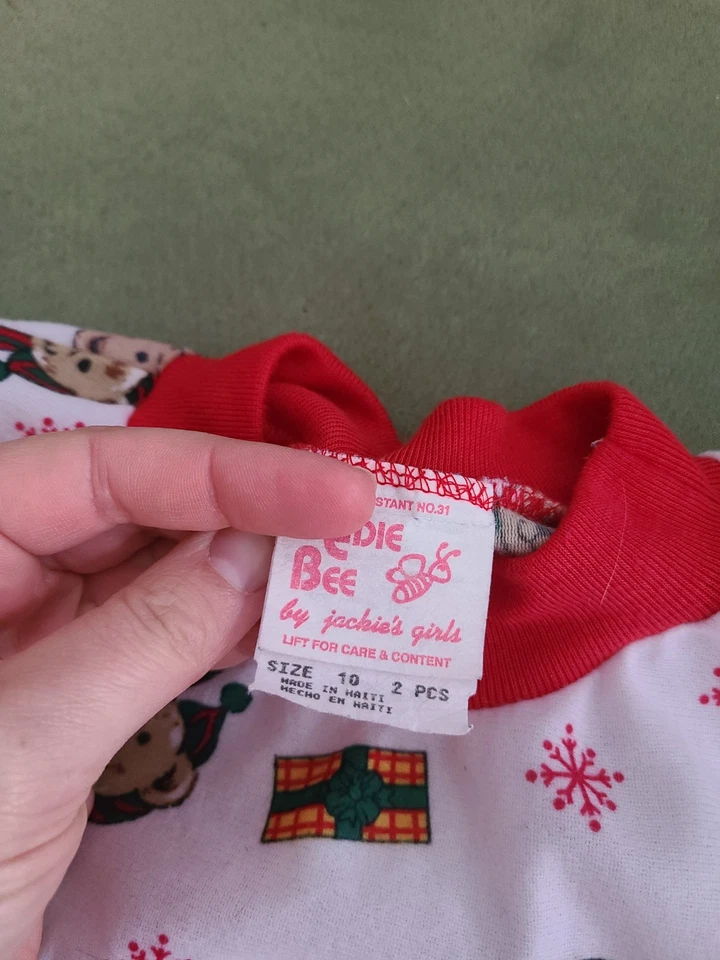 STANT NO.31
EDIE
BEE
by jackie's girls
LIFT FOR CARE & CONTENT
SIZE 10 2 PCS
MADE IN HAITI
HECHO EN HAITI